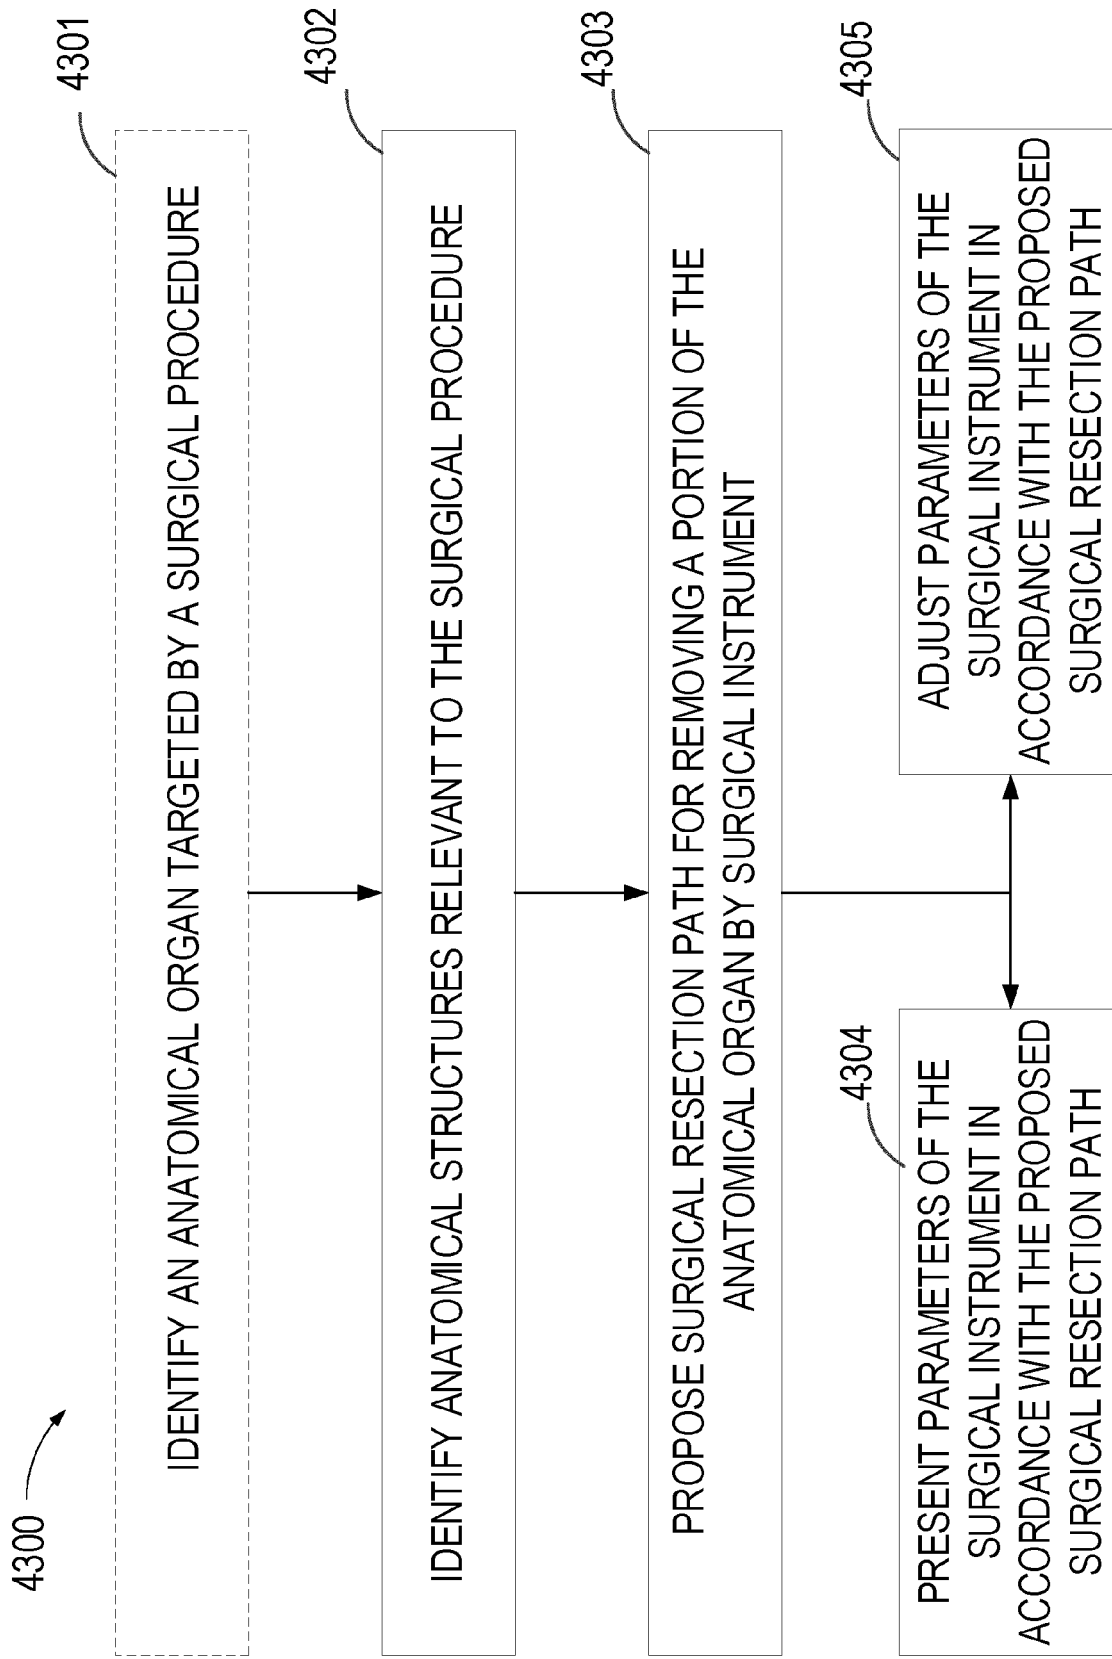 4300
4301
IDENTIFY AN ANATOMICAL ORGAN TARGETED BY A SURGICAL PROCEDURE
4302
IDENTIFY ANATOMICAL STRUCTURES RELEVANT TO THE SURGICAL PROCEDURE
4303
PROPOSE SURGICAL RESECTION PATH FOR REMOVING A PORTION OF THE
ANATOMICAL ORGAN BY SURGICAL INSTRUMENT
4304
PRESENT PARAMETERS OF THE
SURGICAL INSTRUMENT IN
ACCORDANCE WITH THE PROPOSED
SURGICAL RESECTION PATH
4305
ADJUST PARAMETERS OF THE
SURGICAL INSTRUMENT IN
ACCORDANCE WITH THE PROPOSED
SURGICAL RESECTION PATH